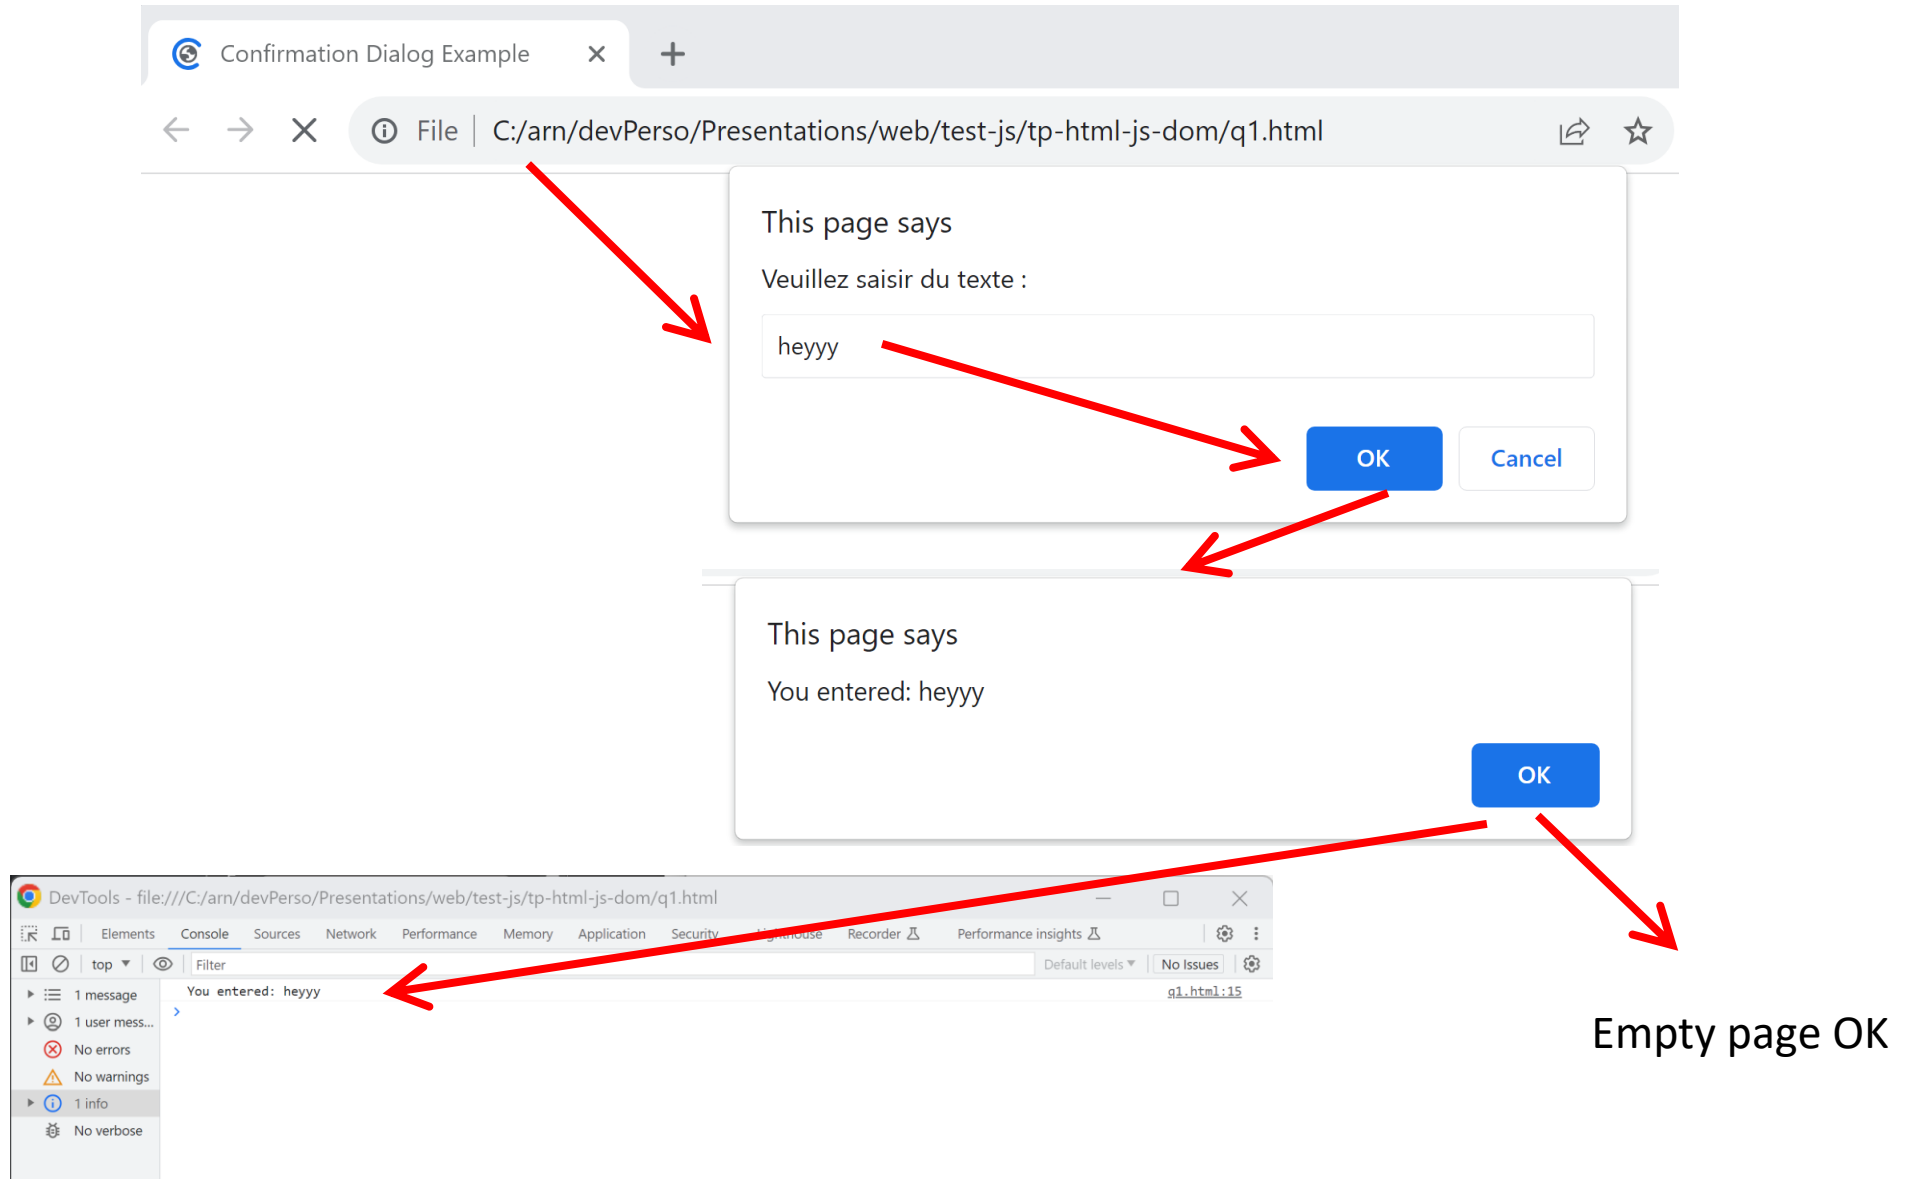 Confirmation Dialog Example
File C:/arn/devPerso/Presentations/web/test-js/tp-html-js-dom/q1.html
This page says
Veuillez saisir du texte :
heyyy
OK Cancel
This page says
You entered: heyyy
OK
DevTools - file:///C:/arn/devPerso/Presentations/web/test-js/tp-html-js-dom/q1.html
Elements Console Sources Network Performance Memory Application Security Lighthouse Recorder Performance insights
top Filter Default levels No Issues
1 message You entered: heyyy q1.html:15
1 user mess...
No errors
No warnings
1 info
No verbose
Empty page OK